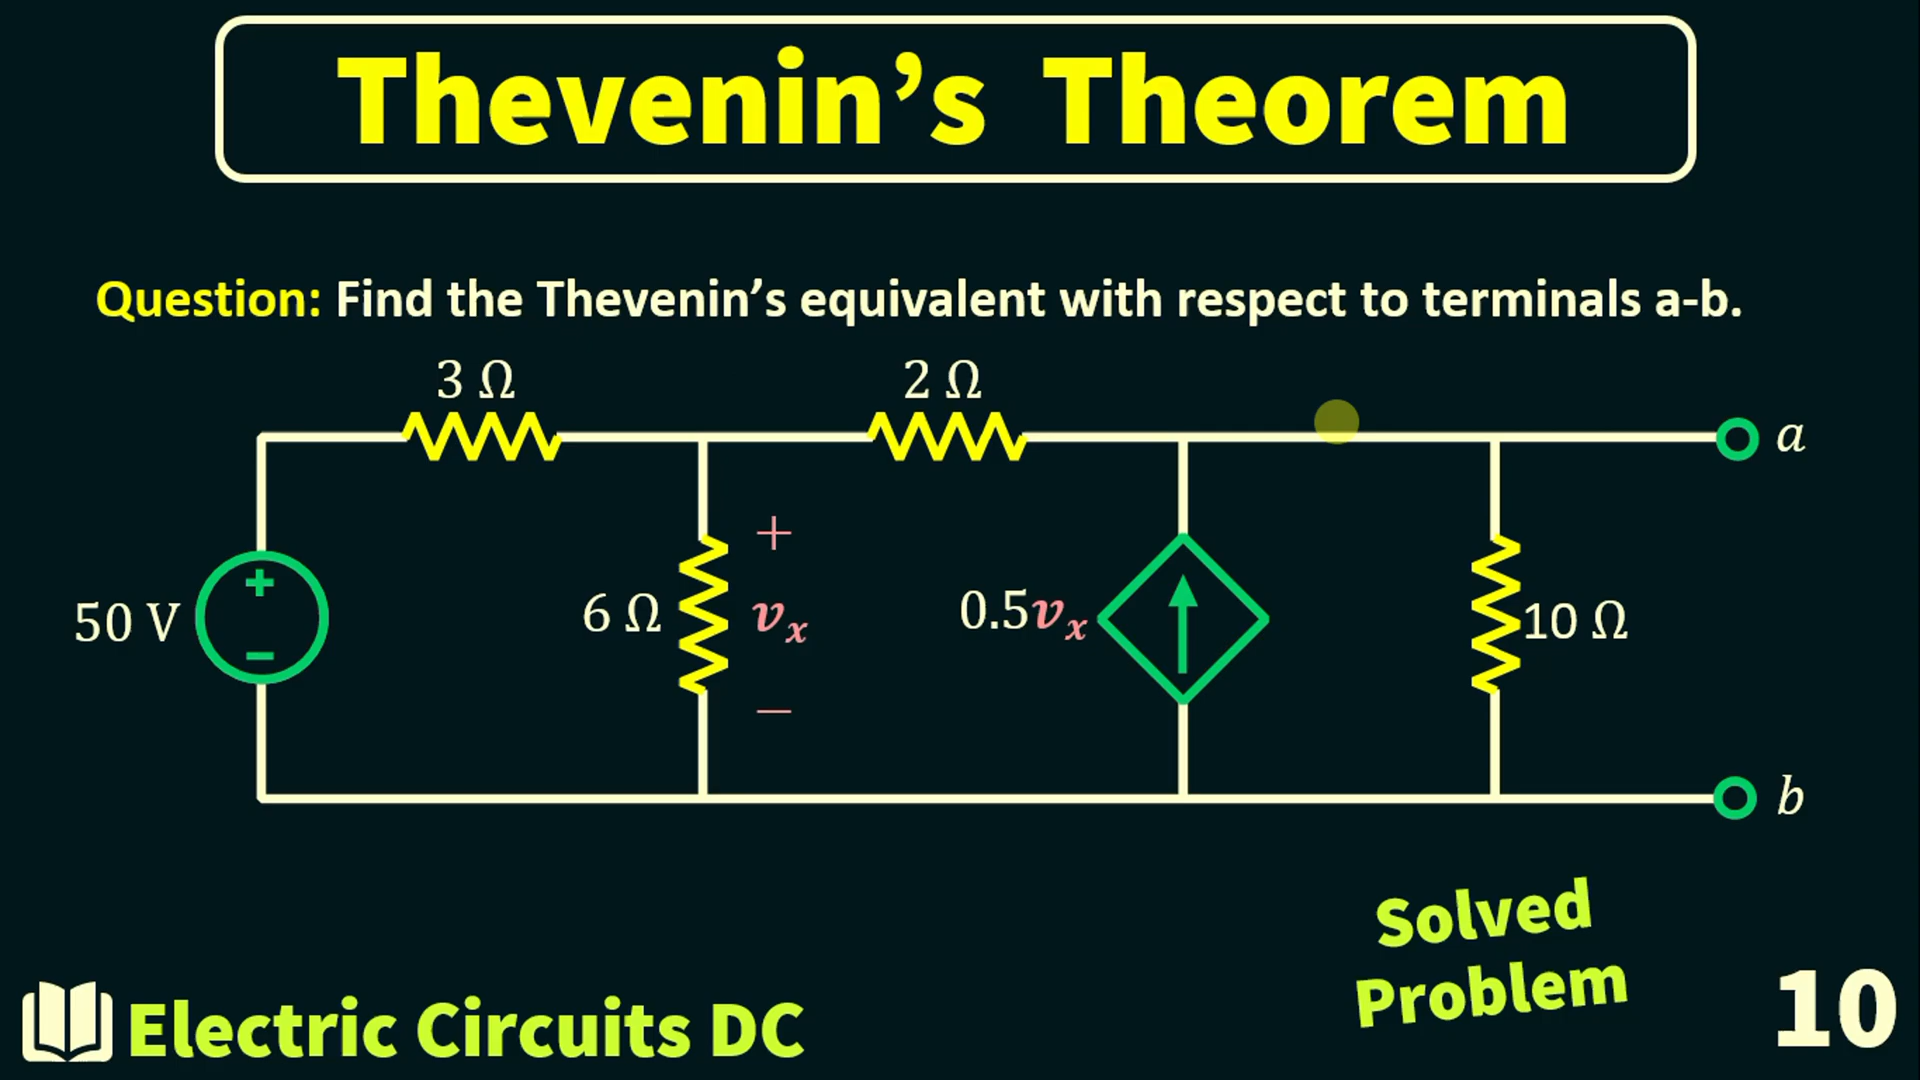 Thevenin’s Theorem
Question: Find the Thevenin’s equivalent with respect to terminals a-b.
3 Ω
2 Ω
a
+
50 V
+
−
6 Ω
vₓ
0.5vₓ
10 Ω
−
b
Solved
Problem
Electric Circuits DC
10